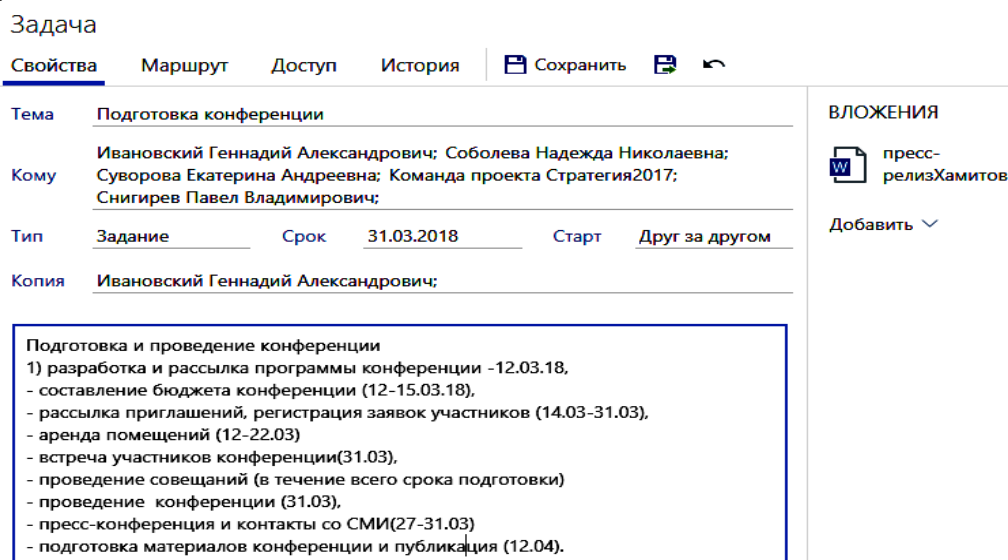 Задача
Свойства Маршрут Доступ История Сохранить
Тема Подготовка конференции
Кому Ивановский Геннадий Александрович; Соболева Надежда Николаевна;
Суворова Екатерина Андреевна; Команда проекта Стратегия2017;
Снигирев Павел Владимирович;
Тип Задание Срок 31.03.2018 Старт Друг за другом
Копия Ивановский Геннадий Александрович;
Подготовка и проведение конференции
1) разработка и рассылка программы конференции -12.03.18,
- составление бюджета конференции (12-15.03.18),
- рассылка приглашений, регистрация заявок участников (14.03-31.03),
- аренда помещений (12-22.03)
- встреча участников конференции(31.03),
- проведение совещаний (в течение всего срока подготовки)
- проведение конференции (31.03),
- пресс-конференция и контакты со СМИ(27-31.03)
- подготовка материалов конференции и публикация (12.04).
ВЛОЖЕНИЯ
W
пресс-
релизХамитов
Добавить